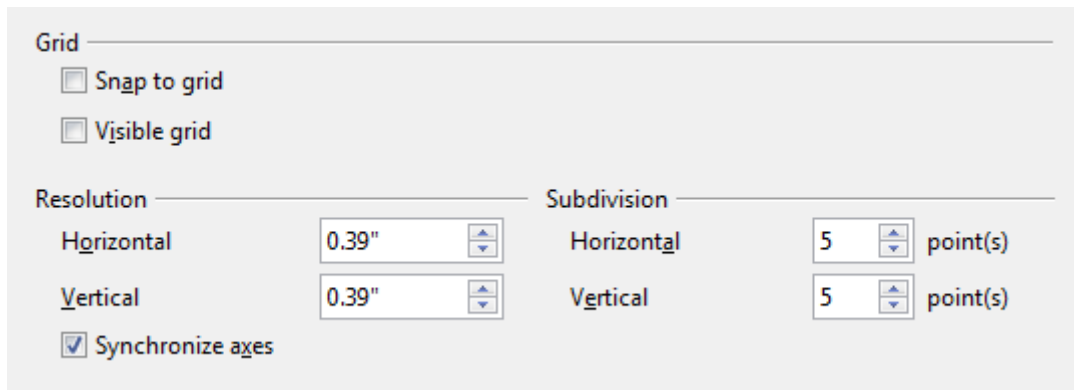 Grid
Snap to grid
Visible grid
Resolution
Horizontal 0.39"
Vertical 0.39"
Synchronize axes
Subdivision
Horizontal 5 point(s)
Vertical 5 point(s)